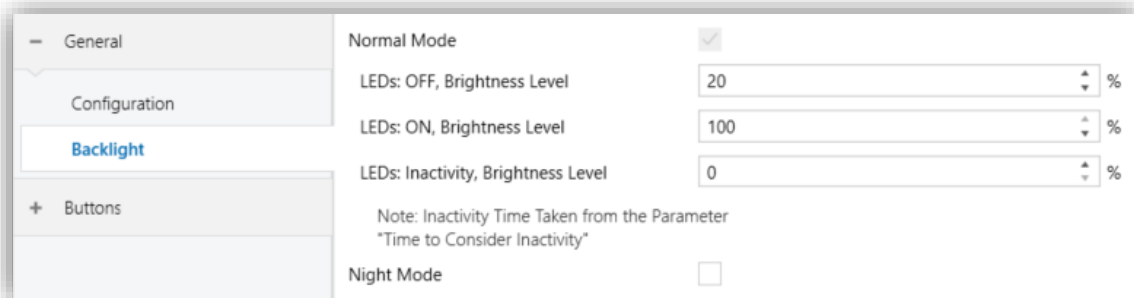 General
Configuration
Backlight
Buttons
Normal Mode
LEDs: OFF, Brightness Level 20 %
LEDs: ON, Brightness Level 100 %
LEDs: Inactivity, Brightness Level 0 %
Note: Inactivity Time Taken from the Parameter
"Time to Consider Inactivity"
Night Mode